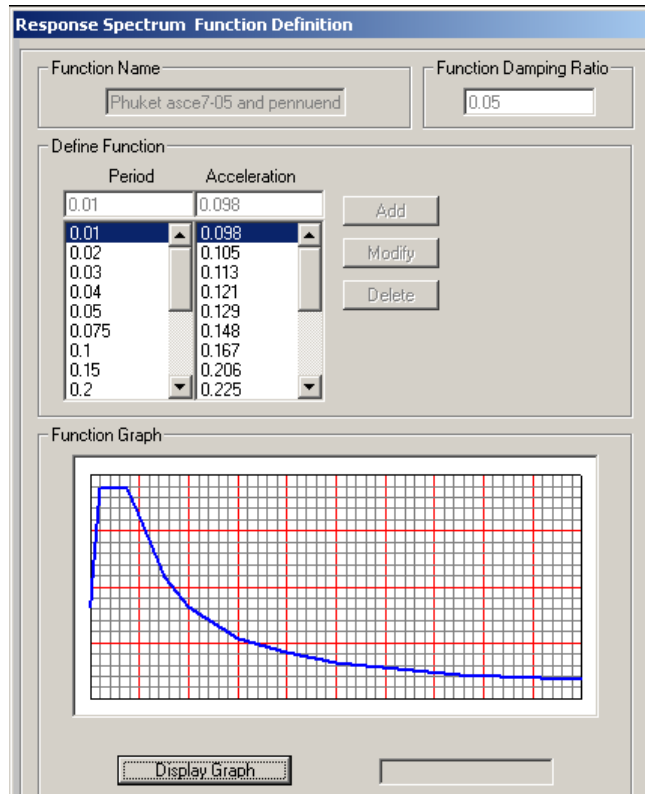 Response Spectrum Function Definition
Function Name
Function Damping Ratio
Phuket asce7-05 and pennuend
0.05
Define Function
Period Acceleration
0.01 0.098
Add
0.01 0.098
0.02 0.105
Modify
0.03 0.113
0.04 0.121
Delete
0.05 0.129
0.075 0.148
0.1 0.167
0.15 0.206
0.2 0.225
Function Graph
Display Graph